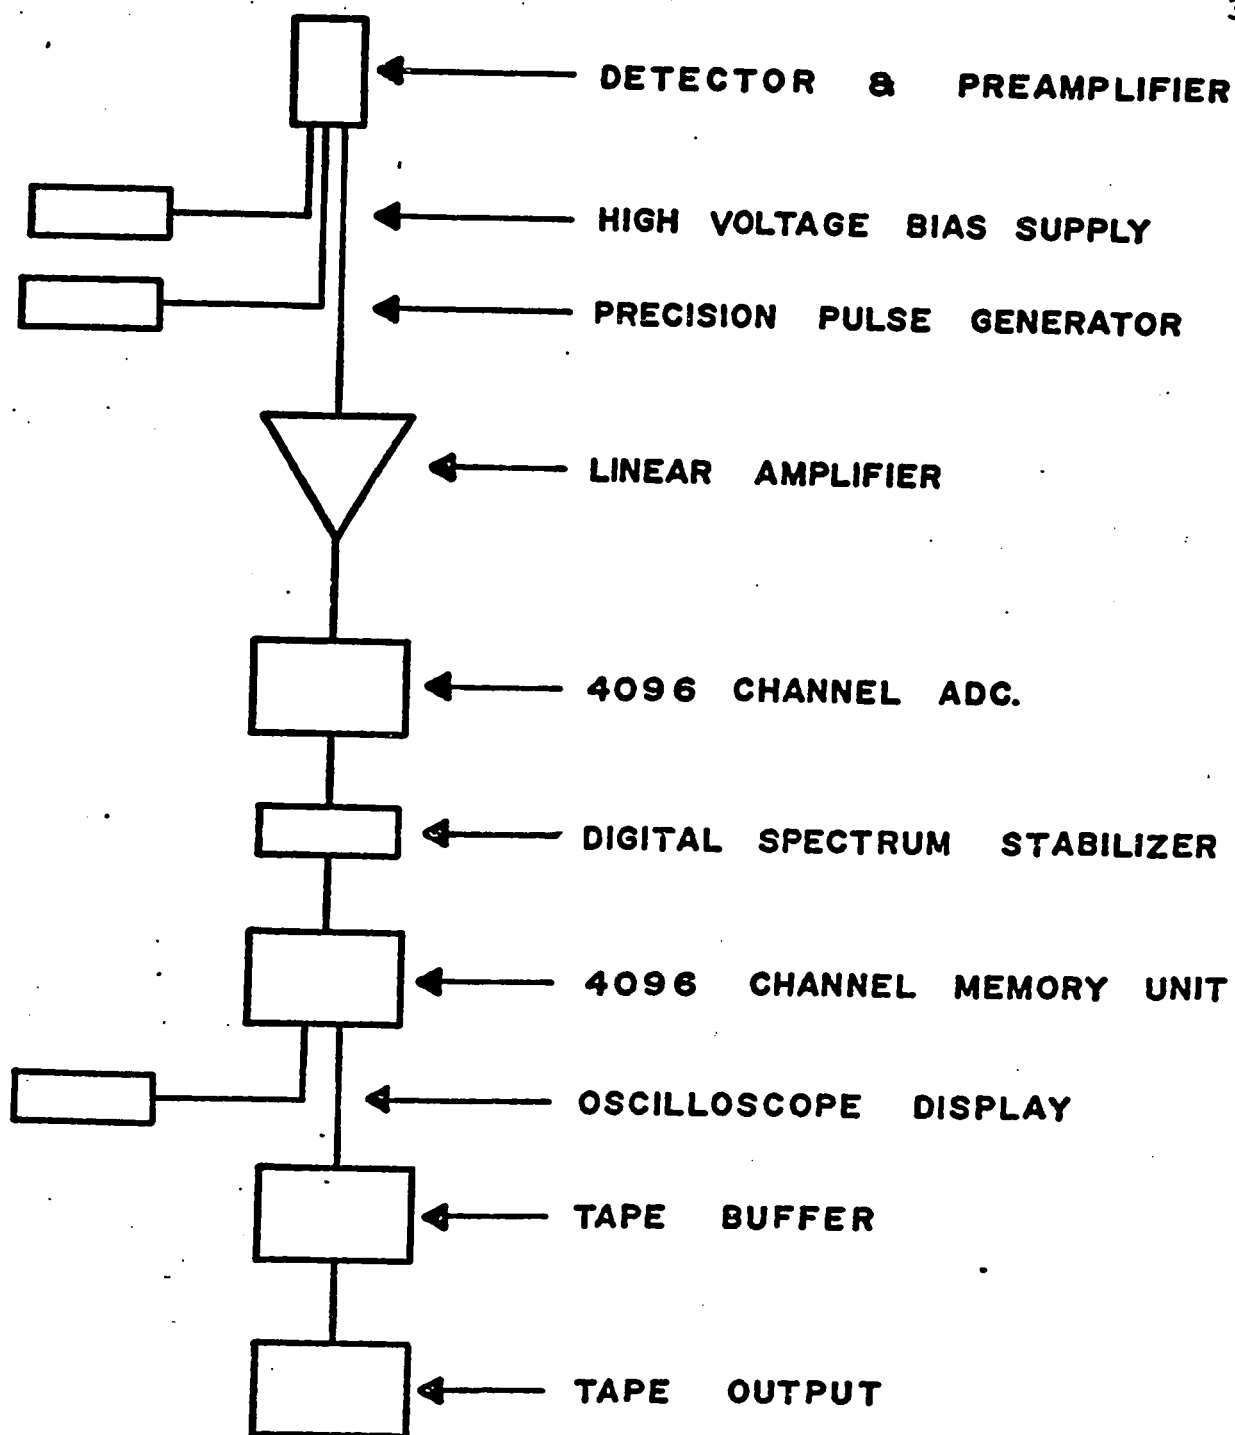 DETECTOR & PREAMPLIFIER
HIGH VOLTAGE BIAS SUPPLY
PRECISION PULSE GENERATOR
LINEAR AMPLIFIER
4096 CHANNEL ADC.
DIGITAL SPECTRUM STABILIZER
4096 CHANNEL MEMORY UNIT
OSCILLOSCOPE DISPLAY
TAPE BUFFER
TAPE OUTPUT